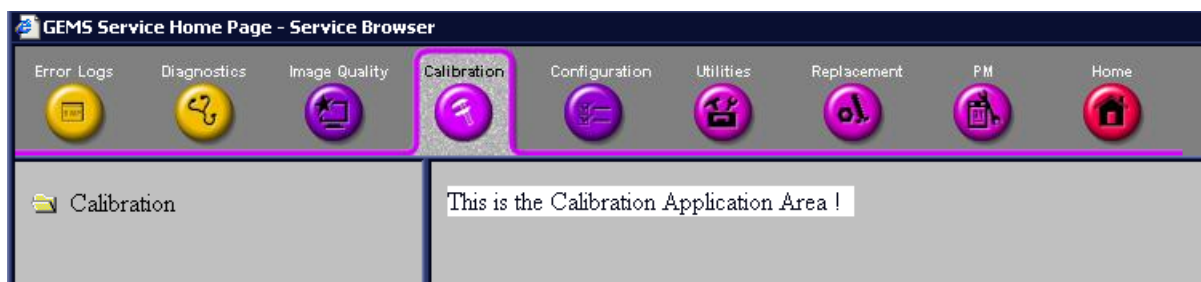 GEMS Service Home Page - Service Browser
Error Logs Diagnostics Image Quality Calibration Configuration Utilities Replacement PM Home
Calibration
This is the Calibration Application Area !